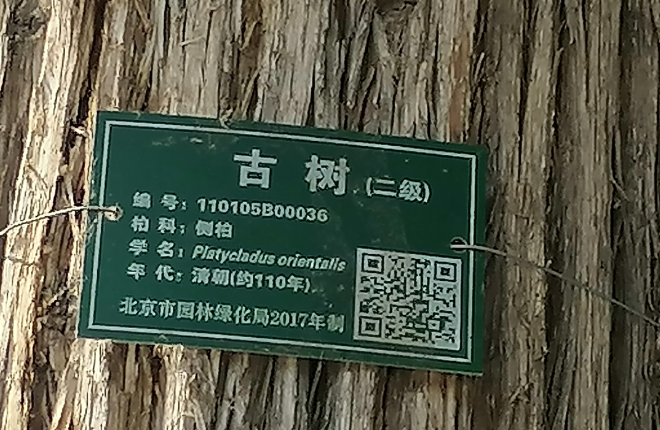 古树(二级)
编号：110105B00036
柏科：侧柏
学名：Platycladus orientalis
年代：清朝(约110年)
北京市园林绿化局2017年制